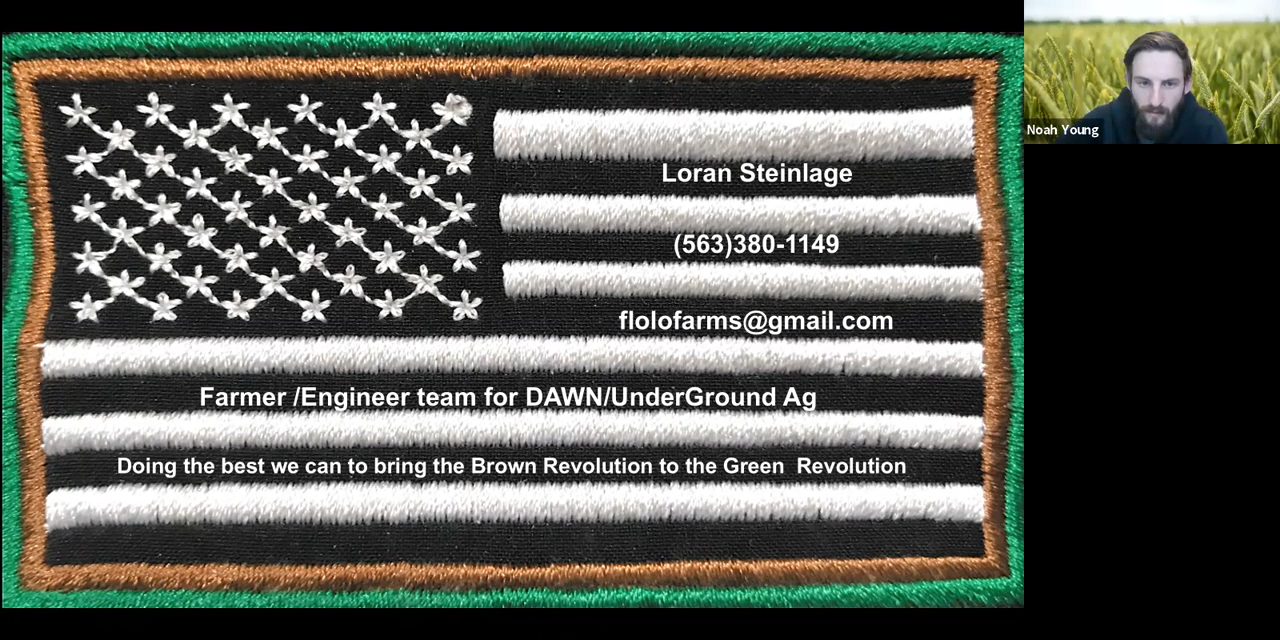 Noah Young
Loran Steinlage
(563)380-1149
flolofarms@gmail.com
Farmer /Engineer team for DAWN/UnderGround Ag
Doing the best we can to bring the Brown Revolution to the Green  Revolution